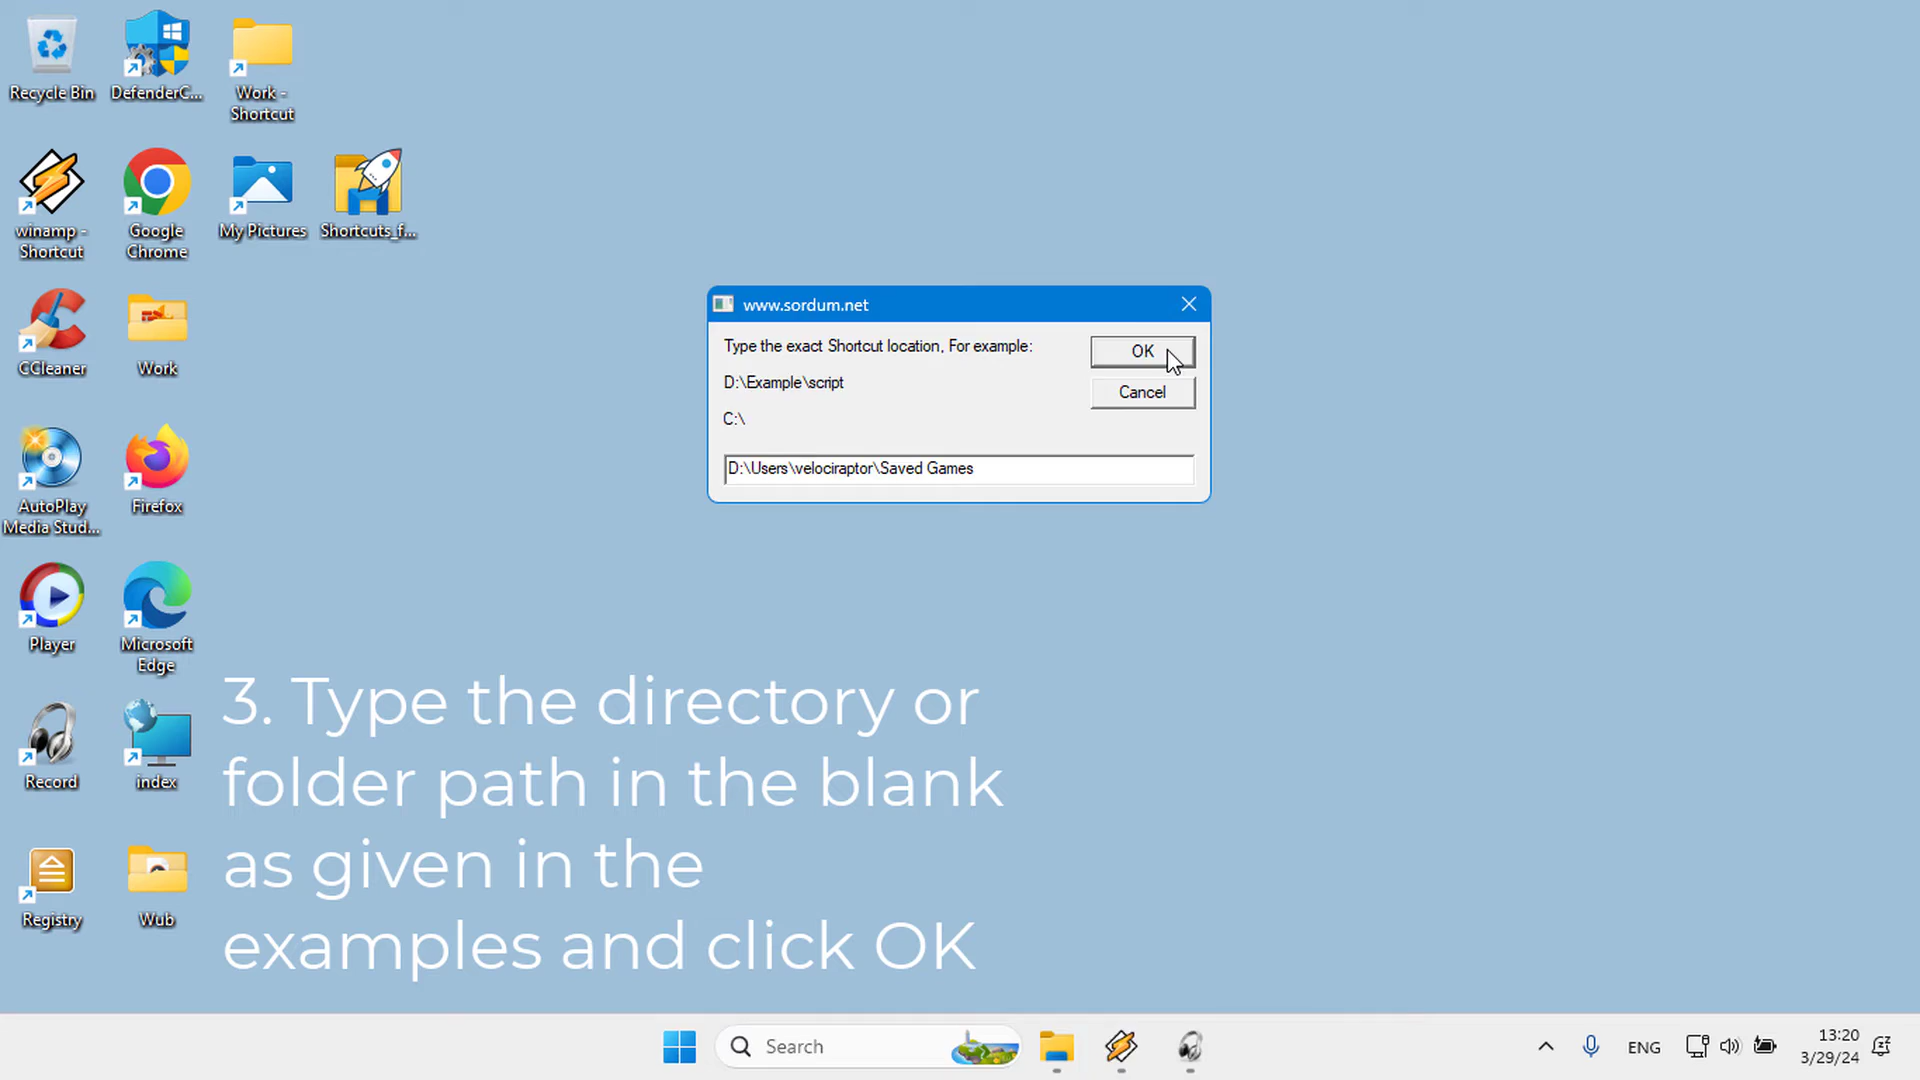 Recycle Bin
DefenderC...
Work -
Shortcut
winamp -
Shortcut
Google
Chrome
My Pictures
Shortcuts_f...
CCleaner
Work
AutoPlay
Media Stud...
Firefox
Player
Microsoft
Edge
Record
index
Registry
Wub
www.sordum.net
Type the exact Shortcut location, For example:
D:\Example\script
C:\
OK
Cancel
D:\Users\velociraptor\Saved Games
3. Type the directory or
folder path in the blank
as given in the
examples and click OK
Search
ENG
13:20
3/29/24